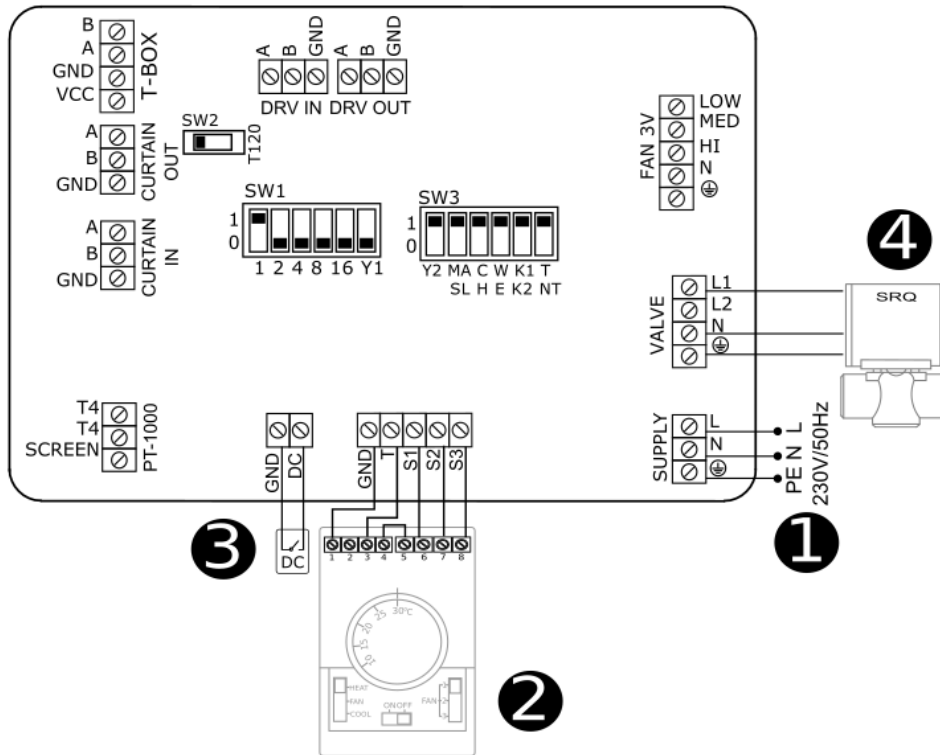 B
A
GND
VCC
T-BOX
A
B
GND
CURTAIN
OUT
A
B
GND
CURTAIN
IN
SW2
T120
A
B
GND
DRV IN
A
B
GND
DRV OUT
SW1
1
0
1 2 4 8 16 Y1
SW3
1
0
Y2 MA C W K1 T
SL H E K2 NT
FAN 3V
LOW
MED
HI
N
VALVE
L1
L2
N
4
SRQ
T4
T4
SCREEN
PT-1000
GND
DC
GND
T
S1
S2
S3
SUPPLY
L
N
L
N
PE
230V/50Hz
1
3
DC
1 2 3 4 5 6 7 8
10
15
20
25
30°C
HEAT
FAN
COOL
ON OFF
FAN
1
2
3
2